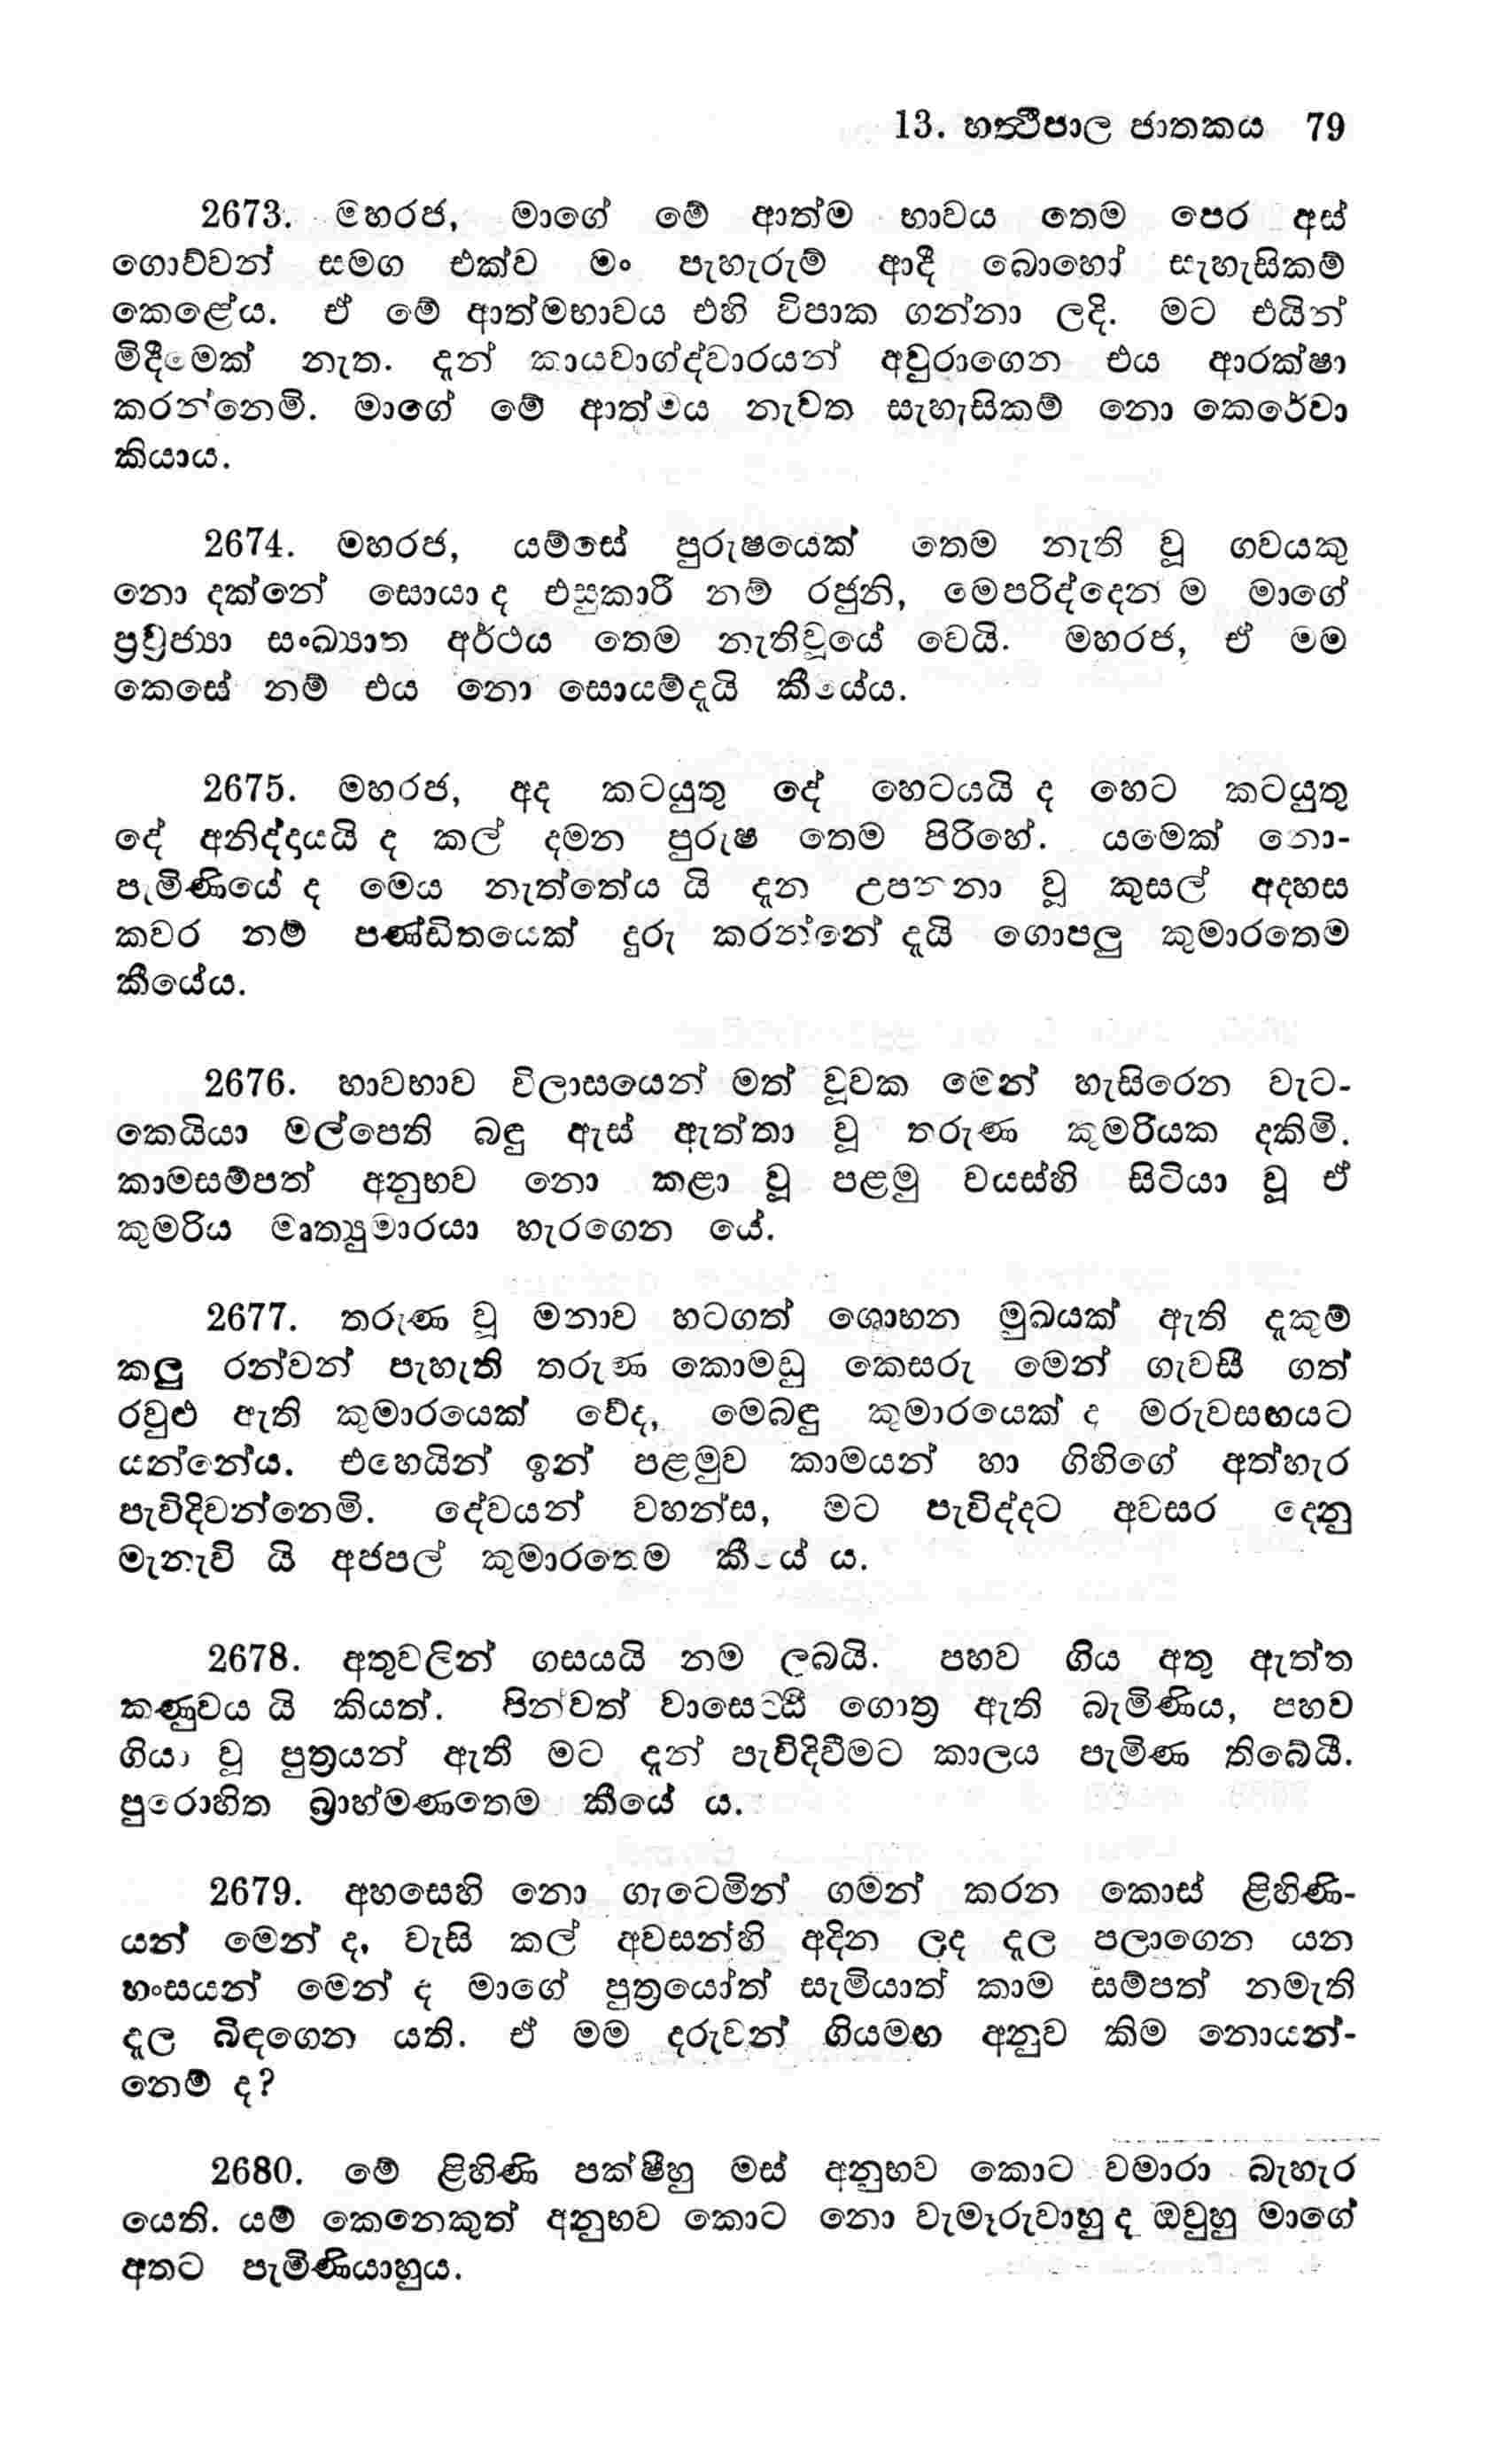 13. හත්‍ථිපාල ජාතකය 79
2673. මහරජ, මාගේ මේ ආත්ම භාවය තෙම පෙර අස්
ගොව්වන් සමග එක්ව මං පැහැරුම් ආදී බොහෝ සැහැසිකම්
කෙළේය. ඒ මේ ආත්මභාවය එහි විපාක ගන්නා ලදි. මට එයින්
මිදීමෙක් නැත. දැන් කායවාග්ද්වාරයන් අවුරාගෙන එය ආරක්ෂා
කරන්නෙමි. මාගේ මේ ආත්මය නැවත සැහැසිකම් නො කෙරේවා
කියාය.
2674. මහරජ, යම්සේ පුරුෂයෙක් තෙම නැති වූ ගවයකු
නො දක්නේ සොයා ද එසුකාරී නම් රජුනි, මෙපරිද්දෙන් ම මාගේ
ප්‍රව්‍රජ්‍යා සංඛ්‍යාත අර්ථය තෙම නැතිවූයේ වෙයි. මහරජ, ඒ මම
කෙසේ නම් එය නො සොයම්දැයි කීයේය.
2675. මහරජ, අද කටයුතු දේ හෙටයයි ද හෙට කටයුතු
දේ අනිද්දායයි ද කල් දමන පුරුෂ තෙම පිරිහේ. යමෙක් නො-
පැමිණියේ ද මෙය නැත්තේය යි දැන උපන්නා වූ කුසල් අදහස
කවර නම් පණ්ඩිතයෙක් දුරු කරන්නේ දැයි ගොපලු කුමාරතෙම
කීයේය.
2676. හාවභාව විලාසයෙන් මත් වූවක මෙන් හැසිරෙන වැට-
කෙයියා මල්පෙති බඳු ඇස් ඇත්තා වූ තරුණ කුමරියක දකිමි.
කාමසම්පත් අනුභව නො කළා වූ පළමු වයස්හි සිටියා වූ ඒ
කුමරිය මෘත්‍යුමාරයා හැරගෙන යේ.
2677. තරුණ වූ මනාව හටගත් ශොභන මුඛයක් ඇති දැකුම්
කලු රන්වන් පැහැති තරුණ කොමඩු කෙසරු මෙන් ගැවසී ගත්
රවුළු ඇති කුමාරයෙක් වේද, මෙබඳු කුමාරයෙක් ද මරුවසඟයට
යන්නේය. එහෙයින් ඉන් පළමුව කාමයන් හා ගිහිගේ අත්හැර
පැවිදිවන්නෙමි. දේවයන් වහන්ස, මට පැවිද්දට අවසර දෙනු
මැනැවි යි අජපල් කුමාරතෙම කීයේ ය.
2678. අතුවලින් ගසයයි නම ලබයි. පහව ගිය අතු ඇත්ත
කණුවය යි කියත්. පින්වත් වාසෙට්ඨී ගොත්‍ර ඇති බැමිණිය, පහව
ගියා වූ පුත්‍රයන් ඇති මට දැන් පැවිදිවීමට කාලය පැමිණ තිබේයි.
පුරොහිත බ්‍රාහ්මණතෙම කීයේ ය.
2679. අහසෙහි නො ගැටෙමින් ගමන් කරන කොස් ළිහිණි-
යන් මෙන් ද, වැසි කල් අවසන්හි අදින ලද දැල පලාගෙන යන
හංසයන් මෙන් ද මාගේ පුත්‍රයෝත් සැමියාත් කාම සම්පත් නමැති
දැල බිඳගෙන යති. ඒ මම දරුවන් ගියමඟ අනුව කිම නොයන්-
නෙම් ද?
2680. මේ ළිහිණි පක්ෂීහු මස් අනුභව කොට වමාරා බැහැර
යෙති. යම් කෙනෙකුත් අනුභව කොට නො වැමෑරුවාහු ද ඔවුහු මාගේ
අතට පැමිණියාහුය.